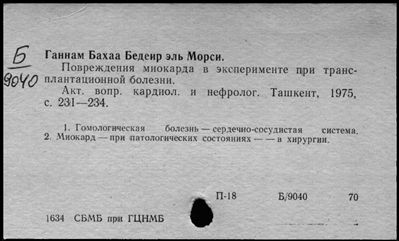 Б
9040
Ганнам Бахаа Бедеир эль Морси.
Повреждения миокарда в эксперименте при транс-
плантационной болезни.
Акт. вопр. кардиол. и нефролог. Ташкент, 1975,
с. 231—234.
1. Гомологическая болезнь — сердечно-сосудистая система.
2. Миокард — при патологических состояниях — — в хирургии.
П-18 Б/9040 70
1634 СБМБ при ГЦНМБ